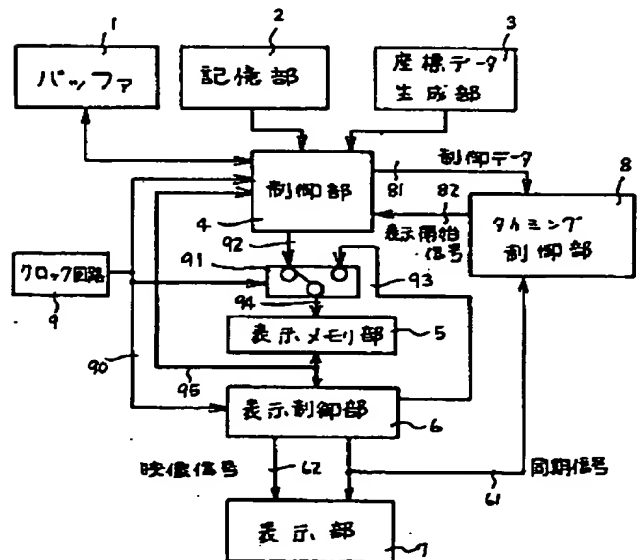 1
バッファ
2
記憶部
3
座標データ
生成部
制御部
4
81
制御データ
82
表示開始
信号
8
タイミング
制御部
92
91
93
94
クロック回路
9
90
表示メモリ部
5
95
表示制御部
6
映像信号
62
61
同期信号
表示部
7